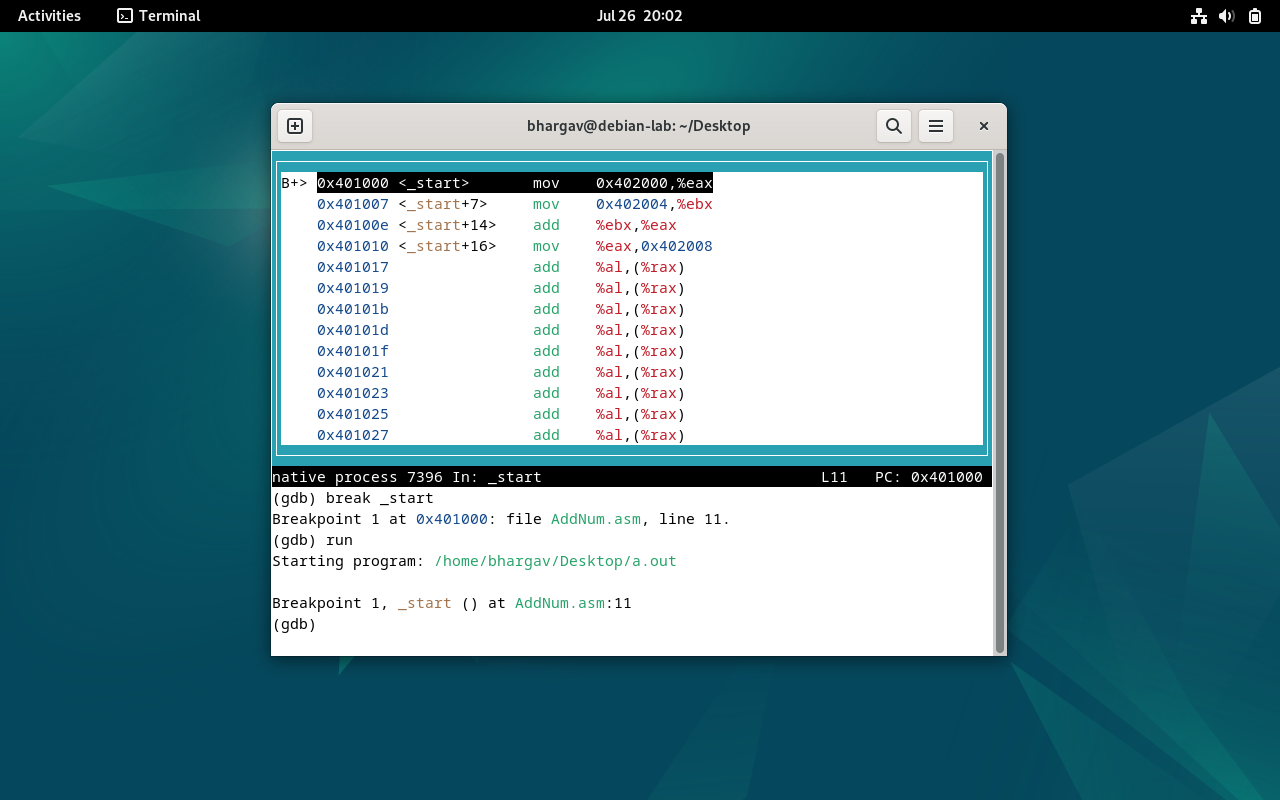 Activities Terminal Jul 26 20:02
bhargav@debian-lab: ~/Desktop
B+> 0x401000 <_start> mov 0x402000,%eax
0x401007 <_start+7> mov 0x402004,%ebx
0x40100e <_start+14> add %ebx,%eax
0x401010 <_start+16> mov %eax,0x402008
0x401017 add %al,(%rax)
0x401019 add %al,(%rax)
0x40101b add %al,(%rax)
0x40101d add %al,(%rax)
0x40101f add %al,(%rax)
0x401021 add %al,(%rax)
0x401023 add %al,(%rax)
0x401025 add %al,(%rax)
0x401027 add %al,(%rax)
native process 7396 In: _start L11 PC: 0x401000
(gdb) break _start
Breakpoint 1 at 0x401000: file AddNum.asm, line 11.
(gdb) run
Starting program: /home/bhargav/Desktop/a.out
Breakpoint 1, _start () at AddNum.asm:11
(gdb)